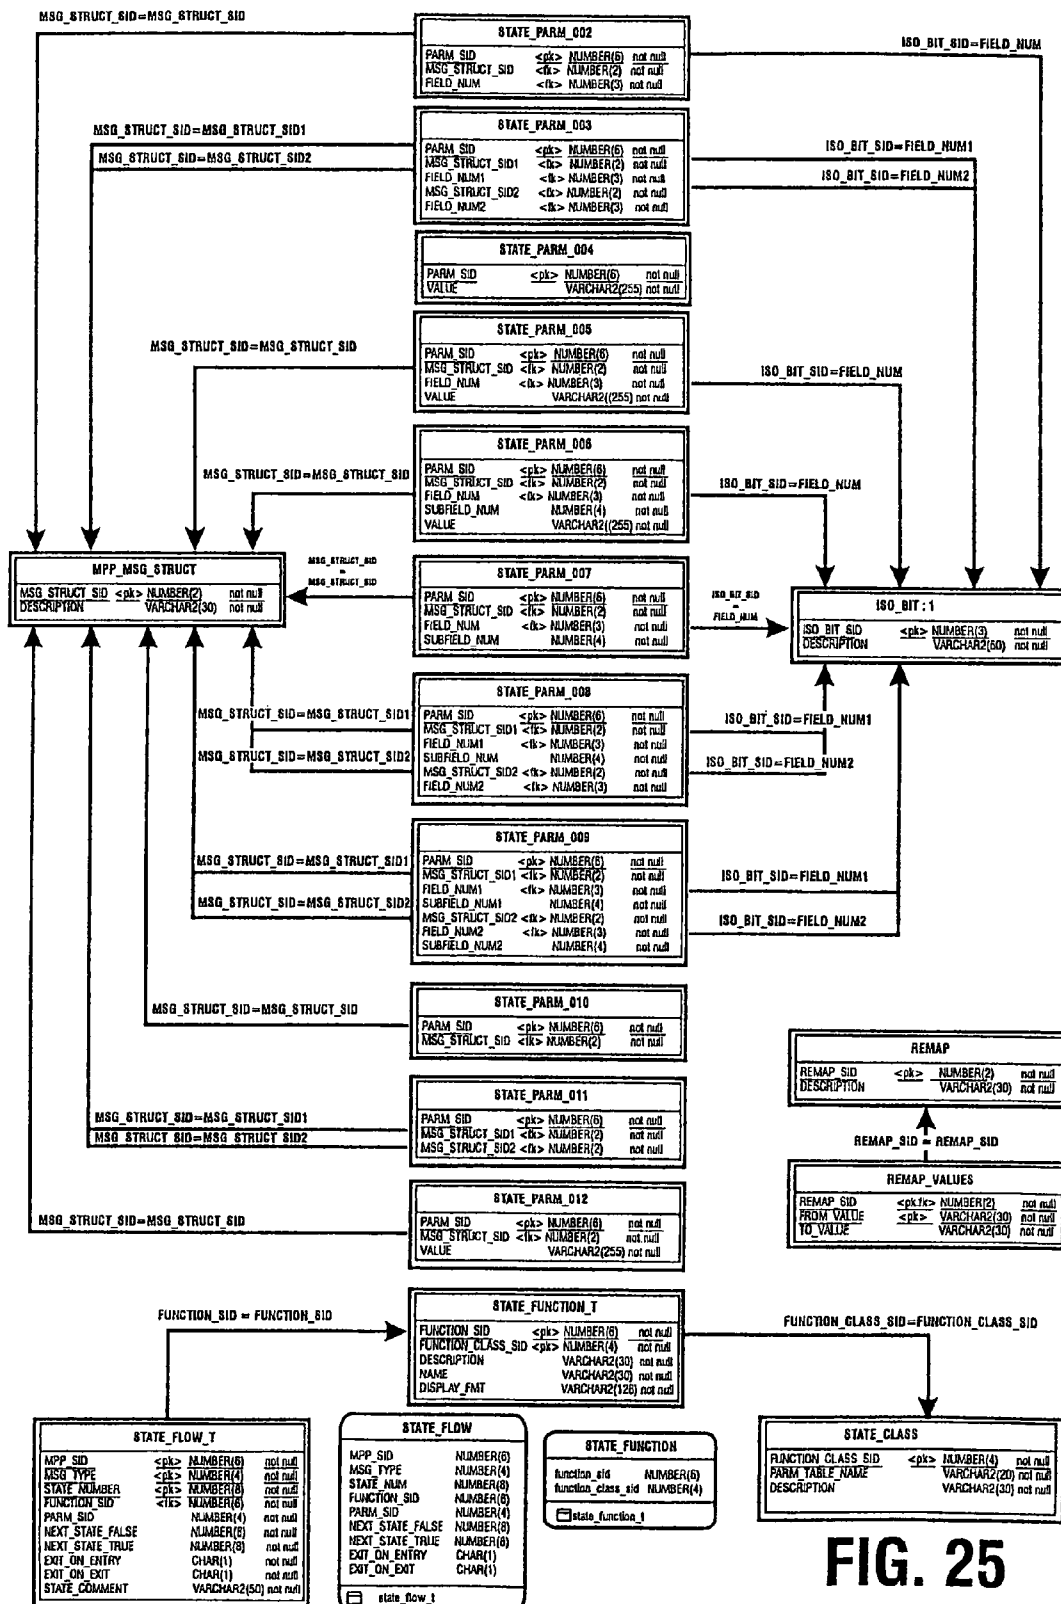 MSG_STRUCT_SID=MSG_STRUCT_SID
STATE_PARM_002
PARM_SID <pk> NUMBER(6) not null
MSG_STRUCT_SID <fk> NUMBER(2) not null
FIELD_NUM <fk> NUMBER(3) not null
ISO_BIT_SID=FIELD_NUM
MSG_STRUCT_SID=MSG_STRUCT_SID1
MSG_STRUCT_SID=MSG_STRUCT_SID2
STATE_PARM_003
PARM_SID <pk> NUMBER(6) not null
MSG_STRUCT_SID1 <fk> NUMBER(2) not null
FIELD_NUM1 <fk> NUMBER(3) not null
MSG_STRUCT_SID2 <fk> NUMBER(2) not null
FIELD_NUM2 <fk> NUMBER(3) not null
ISO_BIT_SID=FIELD_NUM1
ISO_BIT_SID=FIELD_NUM2
STATE_PARM_004
PARM_SID <pk> NUMBER(6) not null
VALUE VARCHAR2(255) not null
MSG_STRUCT_SID=MSG_STRUCT_SID
STATE_PARM_005
PARM_SID <pk> NUMBER(6) not null
MSG_STRUCT_SID <fk> NUMBER(2) not null
FIELD_NUM <fk> NUMBER(3) not null
VALUE VARCHAR2((255) not null
ISO_BIT_SID=FIELD_NUM
MSG_STRUCT_SID=MSG_STRUCT_SID
STATE_PARM_006
PARM_SID <pk> NUMBER(6) not null
MSG_STRUCT_SID <fk> NUMBER(2) not null
FIELD_NUM <fk> NUMBER(3) not null
SUBFIELD_NUM NUMBER(4) not null
VALUE VARCHAR2((255) not null
ISO_BIT_SID=FIELD_NUM
MPP_MSG_STRUCT
MSG_STRUCT_SID <pk> NUMBER(2) not null
DESCRIPTION VARCHAR2(30) not null
MSG_STRUCT_SID
=
MSG_STRUCT_SID
STATE_PARM_007
PARM_SID <pk> NUMBER(6) not null
MSG_STRUCT_SID <fk> NUMBER(2) not null
FIELD_NUM <fk> NUMBER(3) not null
SUBFIELD_NUM NUMBER(4) not null
ISO_BIT_SID
=
FIELD_NUM
ISO_BIT : 1
ISO_BIT_SID <pk> NUMBER(3) not null
DESCRIPTION VARCHAR2(60) not null
MSG_STRUCT_SID=MSG_STRUCT_SID1
MSG_STRUCT_SID=MSG_STRUCT_SID2
STATE_PARM_008
PARM_SID <pk> NUMBER(6) not null
MSG_STRUCT_SID1 <fk> NUMBER(2) not null
FIELD_NUM1 <fk> NUMBER(3) not null
SUBFIELD_NUM NUMBER(4) not null
MSG_STRUCT_SID2 <fk> NUMBER(2) not null
FIELD_NUM2 <fk> NUMBER(3) not null
ISO_BIT_SID=FIELD_NUM1
ISO_BIT_SID=FIELD_NUM2
MSG_STRUCT_SID=MSG_STRUCT_SID1
MSG_STRUCT_SID=MSG_STRUCT_SID2
STATE_PARM_009
PARM_SID <pk> NUMBER(6) not null
MSG_STRUCT_SID1 <fk> NUMBER(2) not null
FIELD_NUM1 <fk> NUMBER(3) not null
SUBFIELD_NUM1 NUMBER(4) not null
MSG_STRUCT_SID2 <fk> NUMBER(2) not null
FIELD_NUM2 <fk> NUMBER(3) not null
SUBFIELD_NUM2 NUMBER(4) not null
ISO_BIT_SID=FIELD_NUM1
ISO_BIT_SID=FIELD_NUM2
MSG_STRUCT_SID=MSG_STRUCT_SID
STATE_PARM_010
PARM_SID <pk> NUMBER(6) not null
MSG_STRUCT_SID <fk> NUMBER(2) not null
REMAP
REMAP_SID <pk> NUMBER(2) not null
DESCRIPTION VARCHAR2(30) not null
MSG_STRUCT_SID=MSG_STRUCT_SID1
MSG_STRUCT_SID=MSG_STRUCT_SID2
STATE_PARM_011
PARM_SID <pk> NUMBER(6) not null
MSG_STRUCT_SID1 <fk> NUMBER(2) not null
MSG_STRUCT_SID2 <fk> NUMBER(2) not null
REMAP_SID = REMAP_SID
REMAP_VALUES
REMAP_SID <pk,fk> NUMBER(2) not null
FROM_VALUE <pk> VARCHAR2(30) not null
TO_VALUE VARCHAR2(30) not null
MSG_STRUCT_SID=MSG_STRUCT_SID
STATE_PARM_012
PARM_SID <pk> NUMBER(6) not null
MSG_STRUCT_SID <fk> NUMBER(2) not null
VALUE VARCHAR2(255) not null
FUNCTION_SID = FUNCTION_SID
STATE_FUNCTION_T
FUNCTION_SID <pk> NUMBER(6) not null
FUNCTION_CLASS_SID <pk> NUMBER(4) not null
DESCRIPTION VARCHAR2(30) not null
NAME VARCHAR2(30) not null
DISPLAY_FMT VARCHAR2(128) not null
FUNCTION_CLASS_SID=FUNCTION_CLASS_SID
STATE_FLOW_T
MPP_SID <pk> NUMBER(6) not null
MSG_TYPE <pk> NUMBER(4) not null
STATE_NUMBER <pk> NUMBER(8) not null
FUNCTION_SID <fk> NUMBER(6) not null
PARM_SID NUMBER(4) not null
NEXT_STATE_FALSE NUMBER(8) not null
NEXT_STATE_TRUE NUMBER(8) not null
EXIT_ON_ENTRY CHAR(1) not null
EXIT_ON_EXIT CHAR(1) not null
STATE_COMMENT VARCHAR2(50) not null
STATE_FLOW
MPP_SID NUMBER(6)
MSG_TYPE NUMBER(4)
STATE_NUM NUMBER(8)
FUNCTION_SID NUMBER(6)
PARM_SID NUMBER(4)
NEXT_STATE_FALSE NUMBER(8)
NEXT_STATE_TRUE NUMBER(8)
EXIT_ON_ENTRY CHAR(1)
EXIT_ON_EXIT CHAR(1)
state_flow_t
STATE_FUNCTION
function_sid NUMBER(6)
function_class_sid NUMBER(4)
state_function_t
STATE_CLASS
FUNCTION_CLASS_SID <pk> NUMBER(4) not null
PARM_TABLE_NAME VARCHAR2(20) not null
DESCRIPTION VARCHAR2(30) not null
FIG. 25